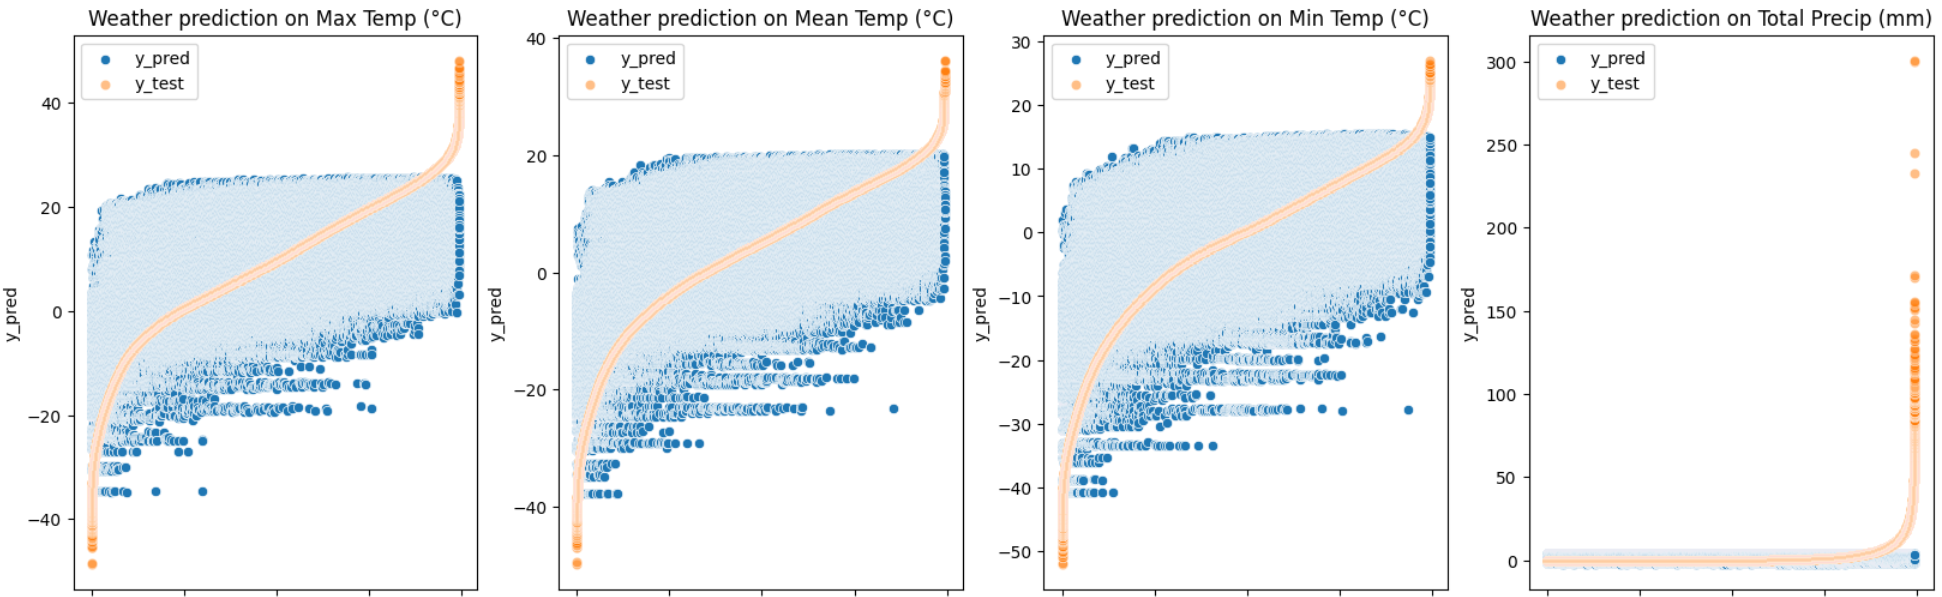 Weather prediction on Max Temp (°C)
y_pred
y_test
40
20
0
−20
−40
y_pred
Weather prediction on Mean Temp (°C)
y_pred
y_test
40
20
0
−20
−40
y_pred
Weather prediction on Min Temp (°C)
y_pred
y_test
30
20
10
0
−10
−20
−30
−40
−50
y_pred
Weather prediction on Total Precip (mm)
y_pred
y_test
300
250
200
150
100
50
0
y_pred